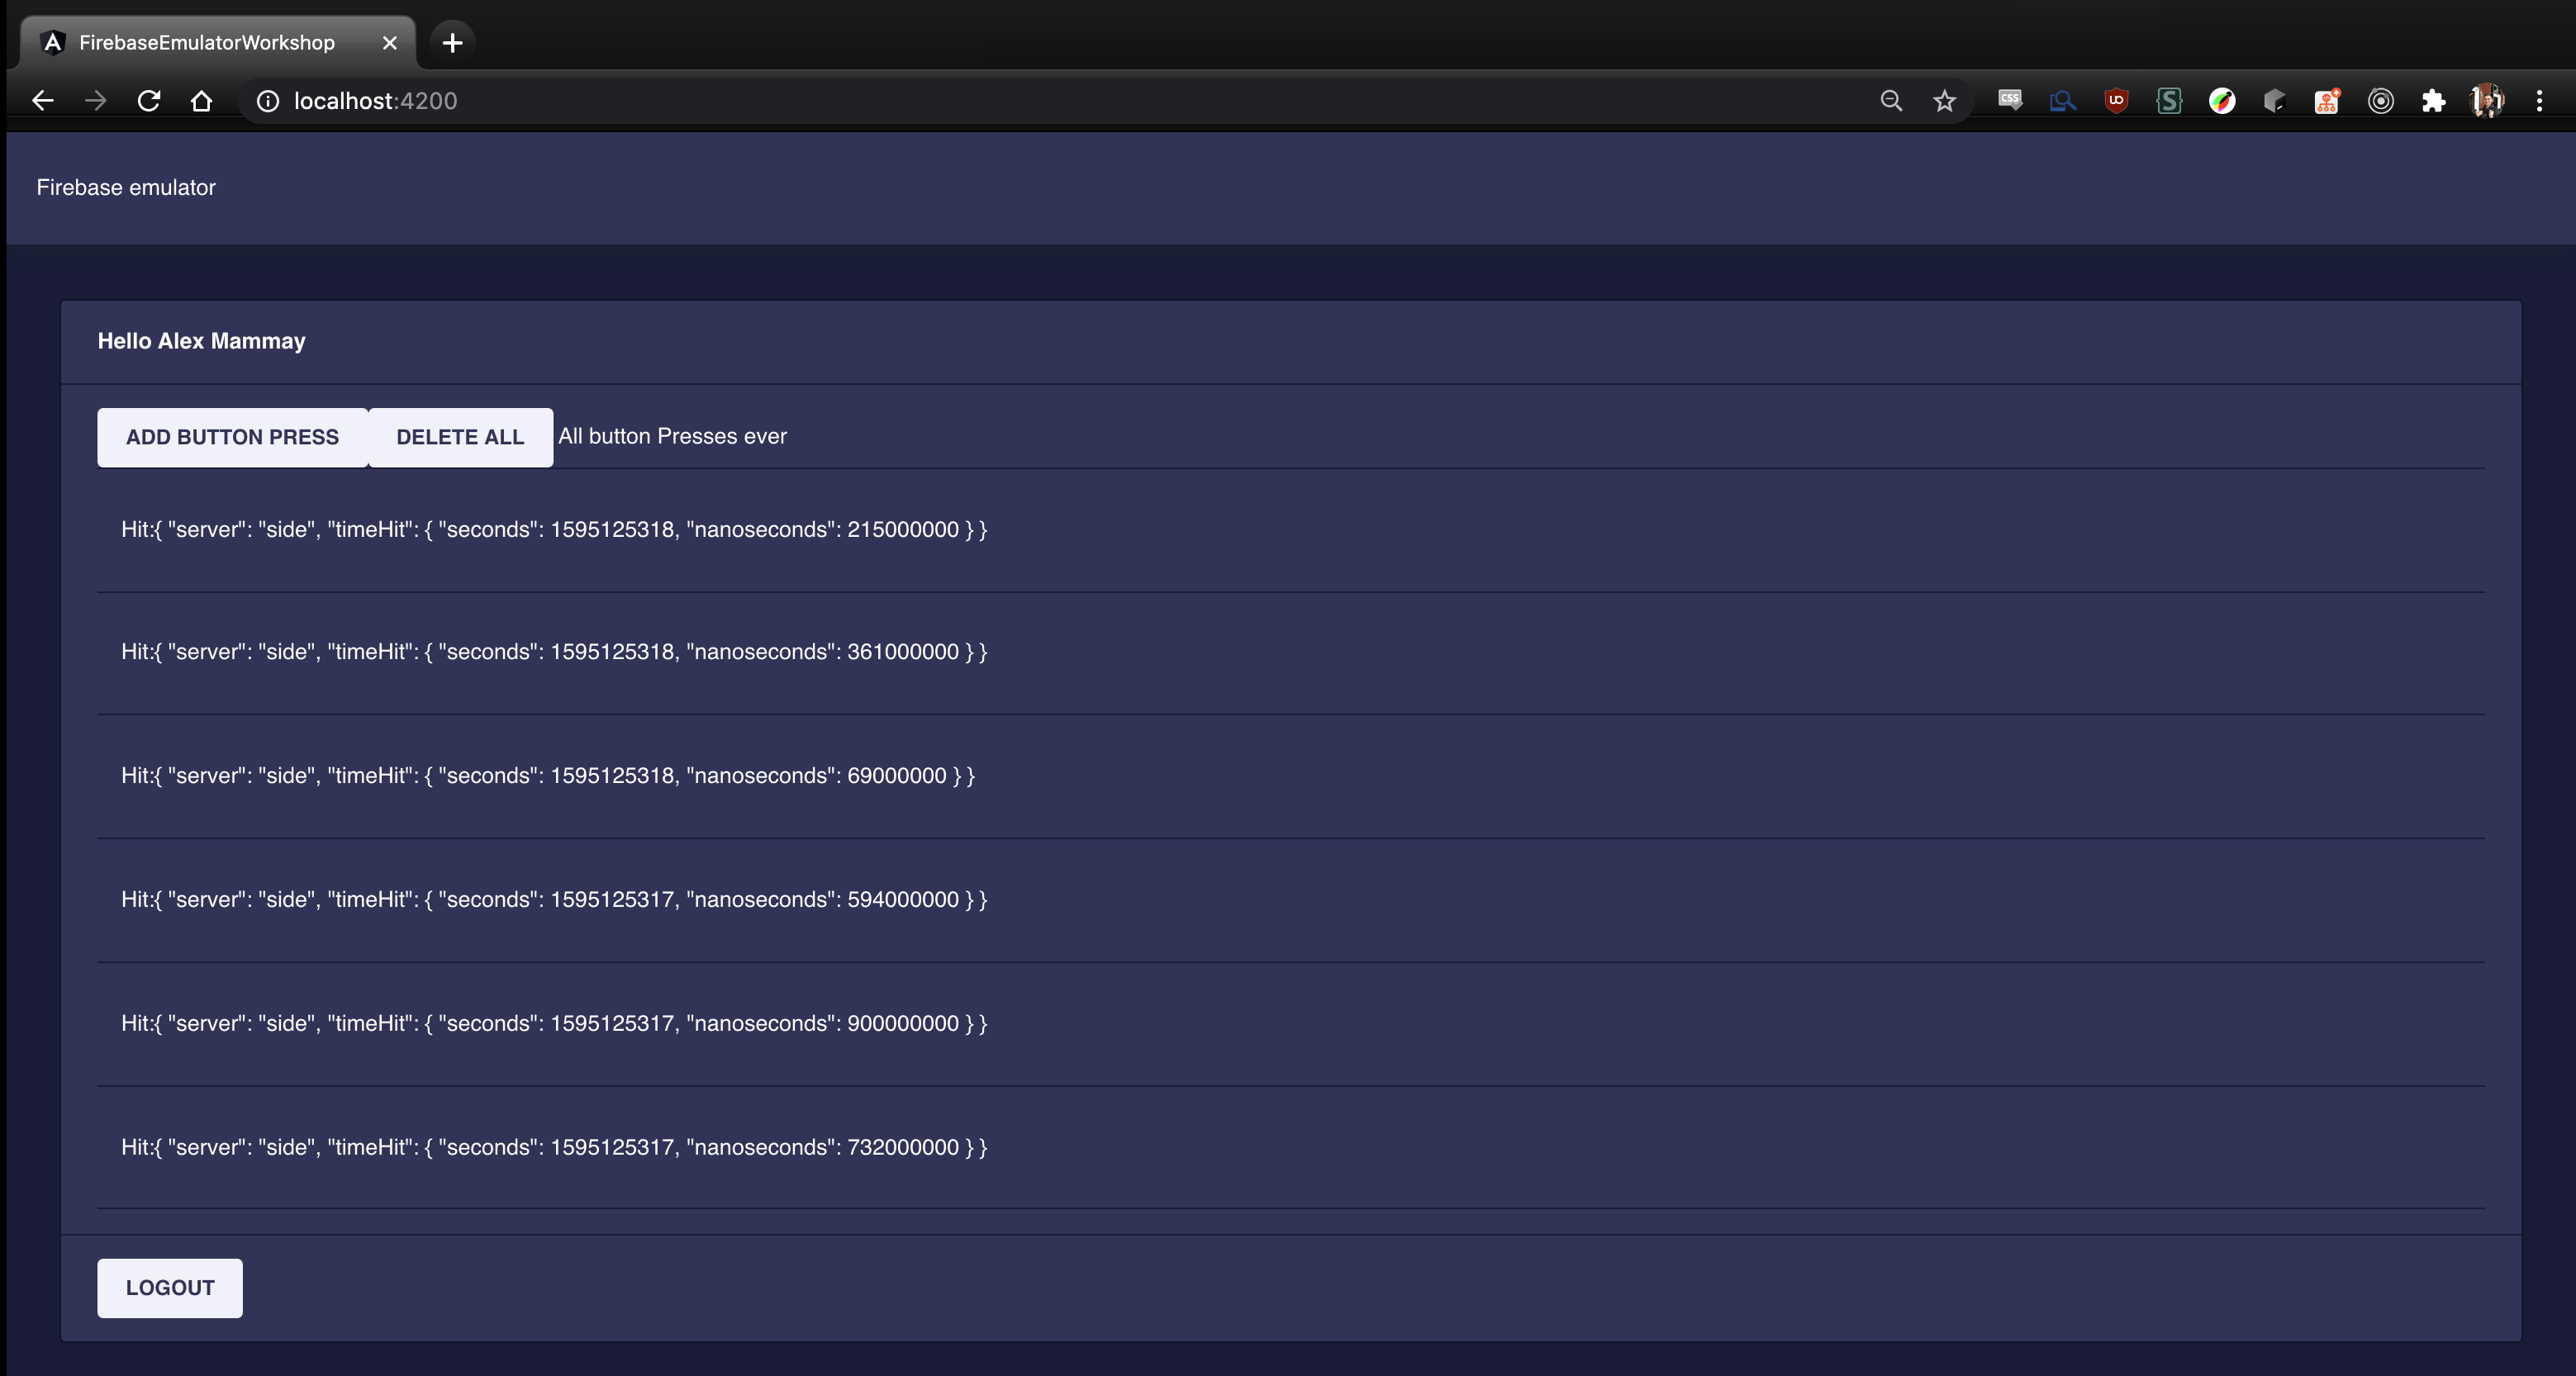 FirebaseEmulatorWorkshop
localhost:4200
Firebase emulator
Hello Alex Mammay
ADD BUTTON PRESS DELETE ALL All button Presses ever
Hit:{ "server": "side", "timeHit": { "seconds": 1595125318, "nanoseconds": 215000000 } }
Hit:{ "server": "side", "timeHit": { "seconds": 1595125318, "nanoseconds": 361000000 } }
Hit:{ "server": "side", "timeHit": { "seconds": 1595125318, "nanoseconds": 69000000 } }
Hit:{ "server": "side", "timeHit": { "seconds": 1595125317, "nanoseconds": 594000000 } }
Hit:{ "server": "side", "timeHit": { "seconds": 1595125317, "nanoseconds": 900000000 } }
Hit:{ "server": "side", "timeHit": { "seconds": 1595125317, "nanoseconds": 732000000 } }
LOGOUT